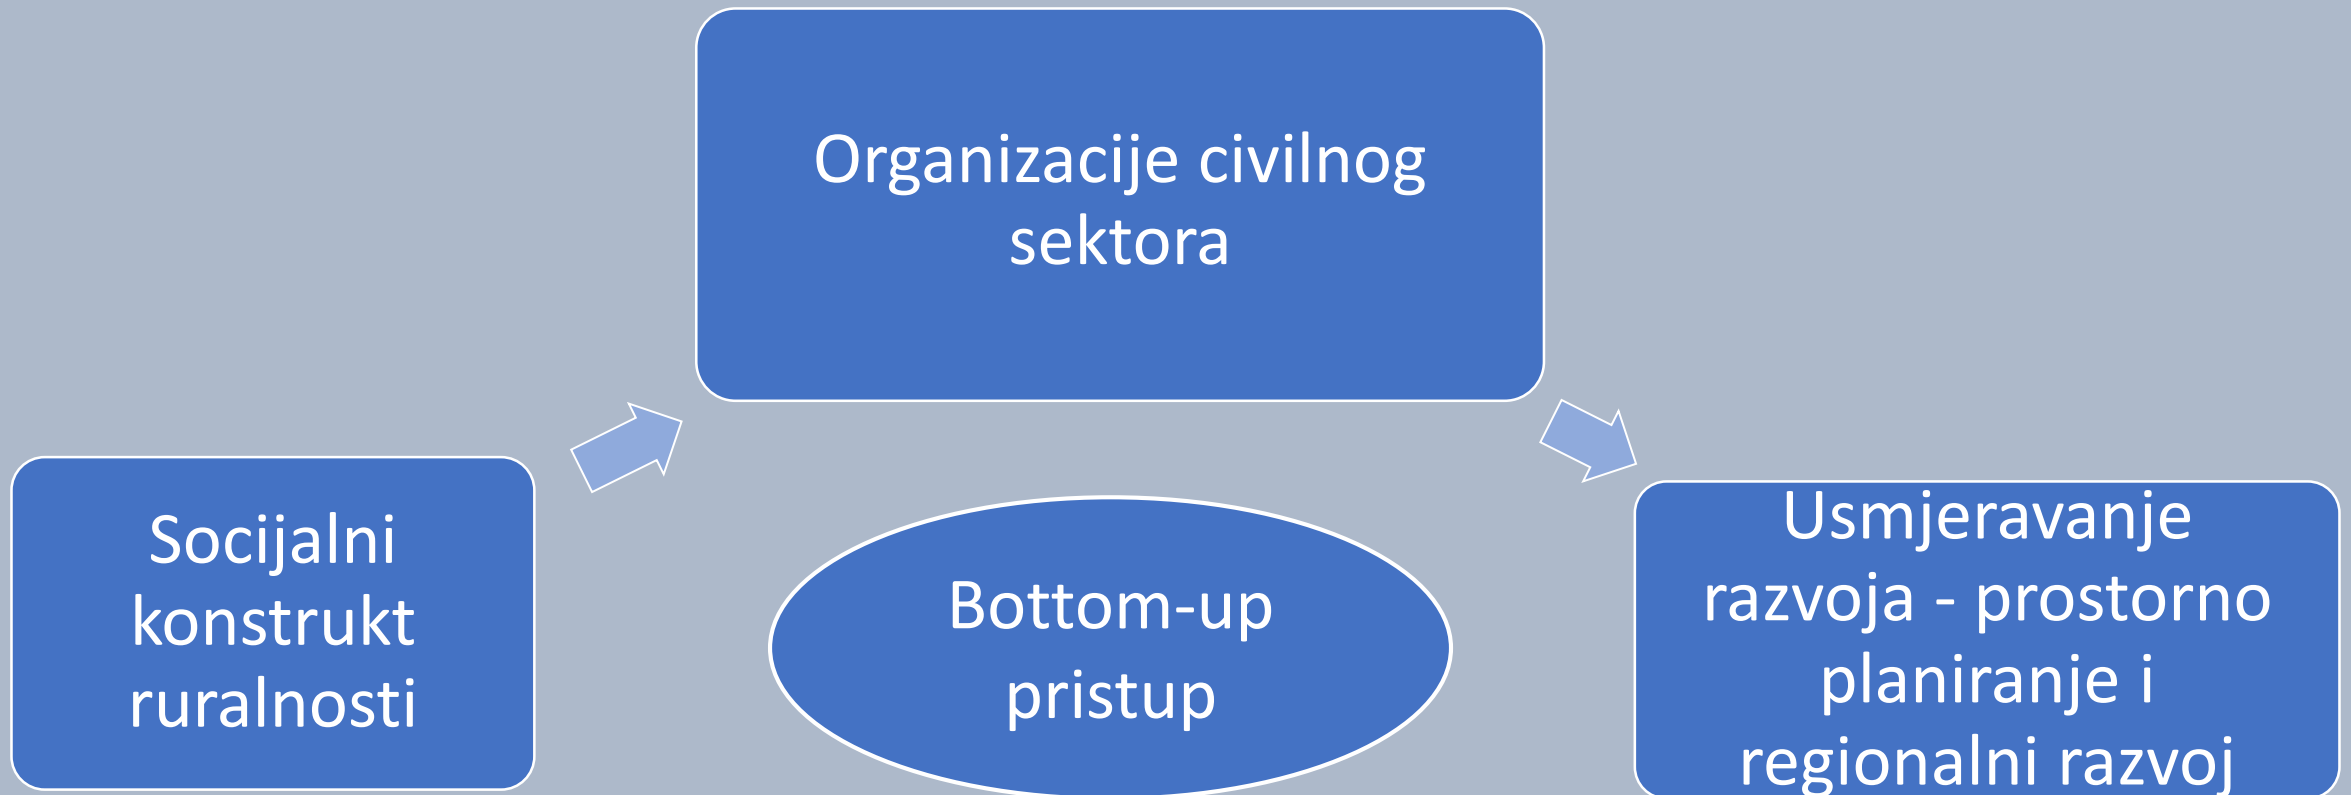 Organizacije civilnog
sektora
Socijalni
konstrukt
ruralnosti
Bottom-up
pristup
Usmjeravanje
razvoja - prostorno
planiranje i
regionalni razvoj